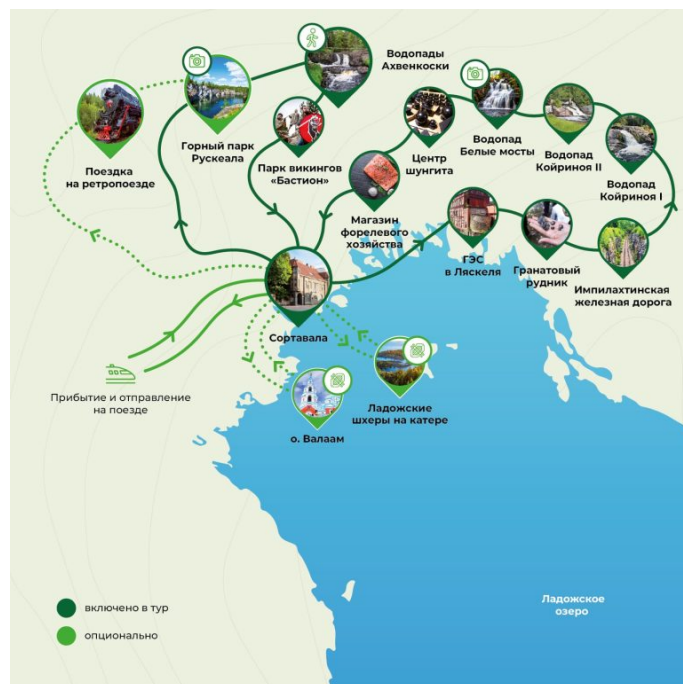 Водопады
Ахвенкоски
Горный парк
Рускеала
Поездка
на ретропоезде
Парк викингов
«Бастион»
Центр
шунгита
Водопад
Белые мосты
Водопад
Койриноя II
Водопад
Койриноя I
Магазин
форелевого
хозяйства
ГЭС
в Ляскеля
Гранатовый
рудник
Импилахтинская
железная дорога
Сортавала
Прибытие и отправление
на поезде
Ладожские
шхеры на катере
о. Валаам
включено в тур
опционально
Ладожское
озеро